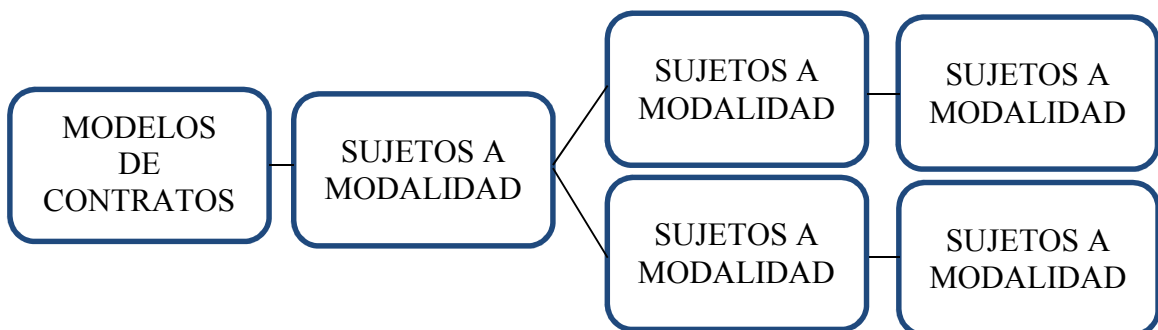 MODELOS
DE
CONTRATOS
SUJETOS A
MODALIDAD
SUJETOS A
MODALIDAD
SUJETOS A
MODALIDAD
SUJETOS A
MODALIDAD
SUJETOS A
MODALIDAD